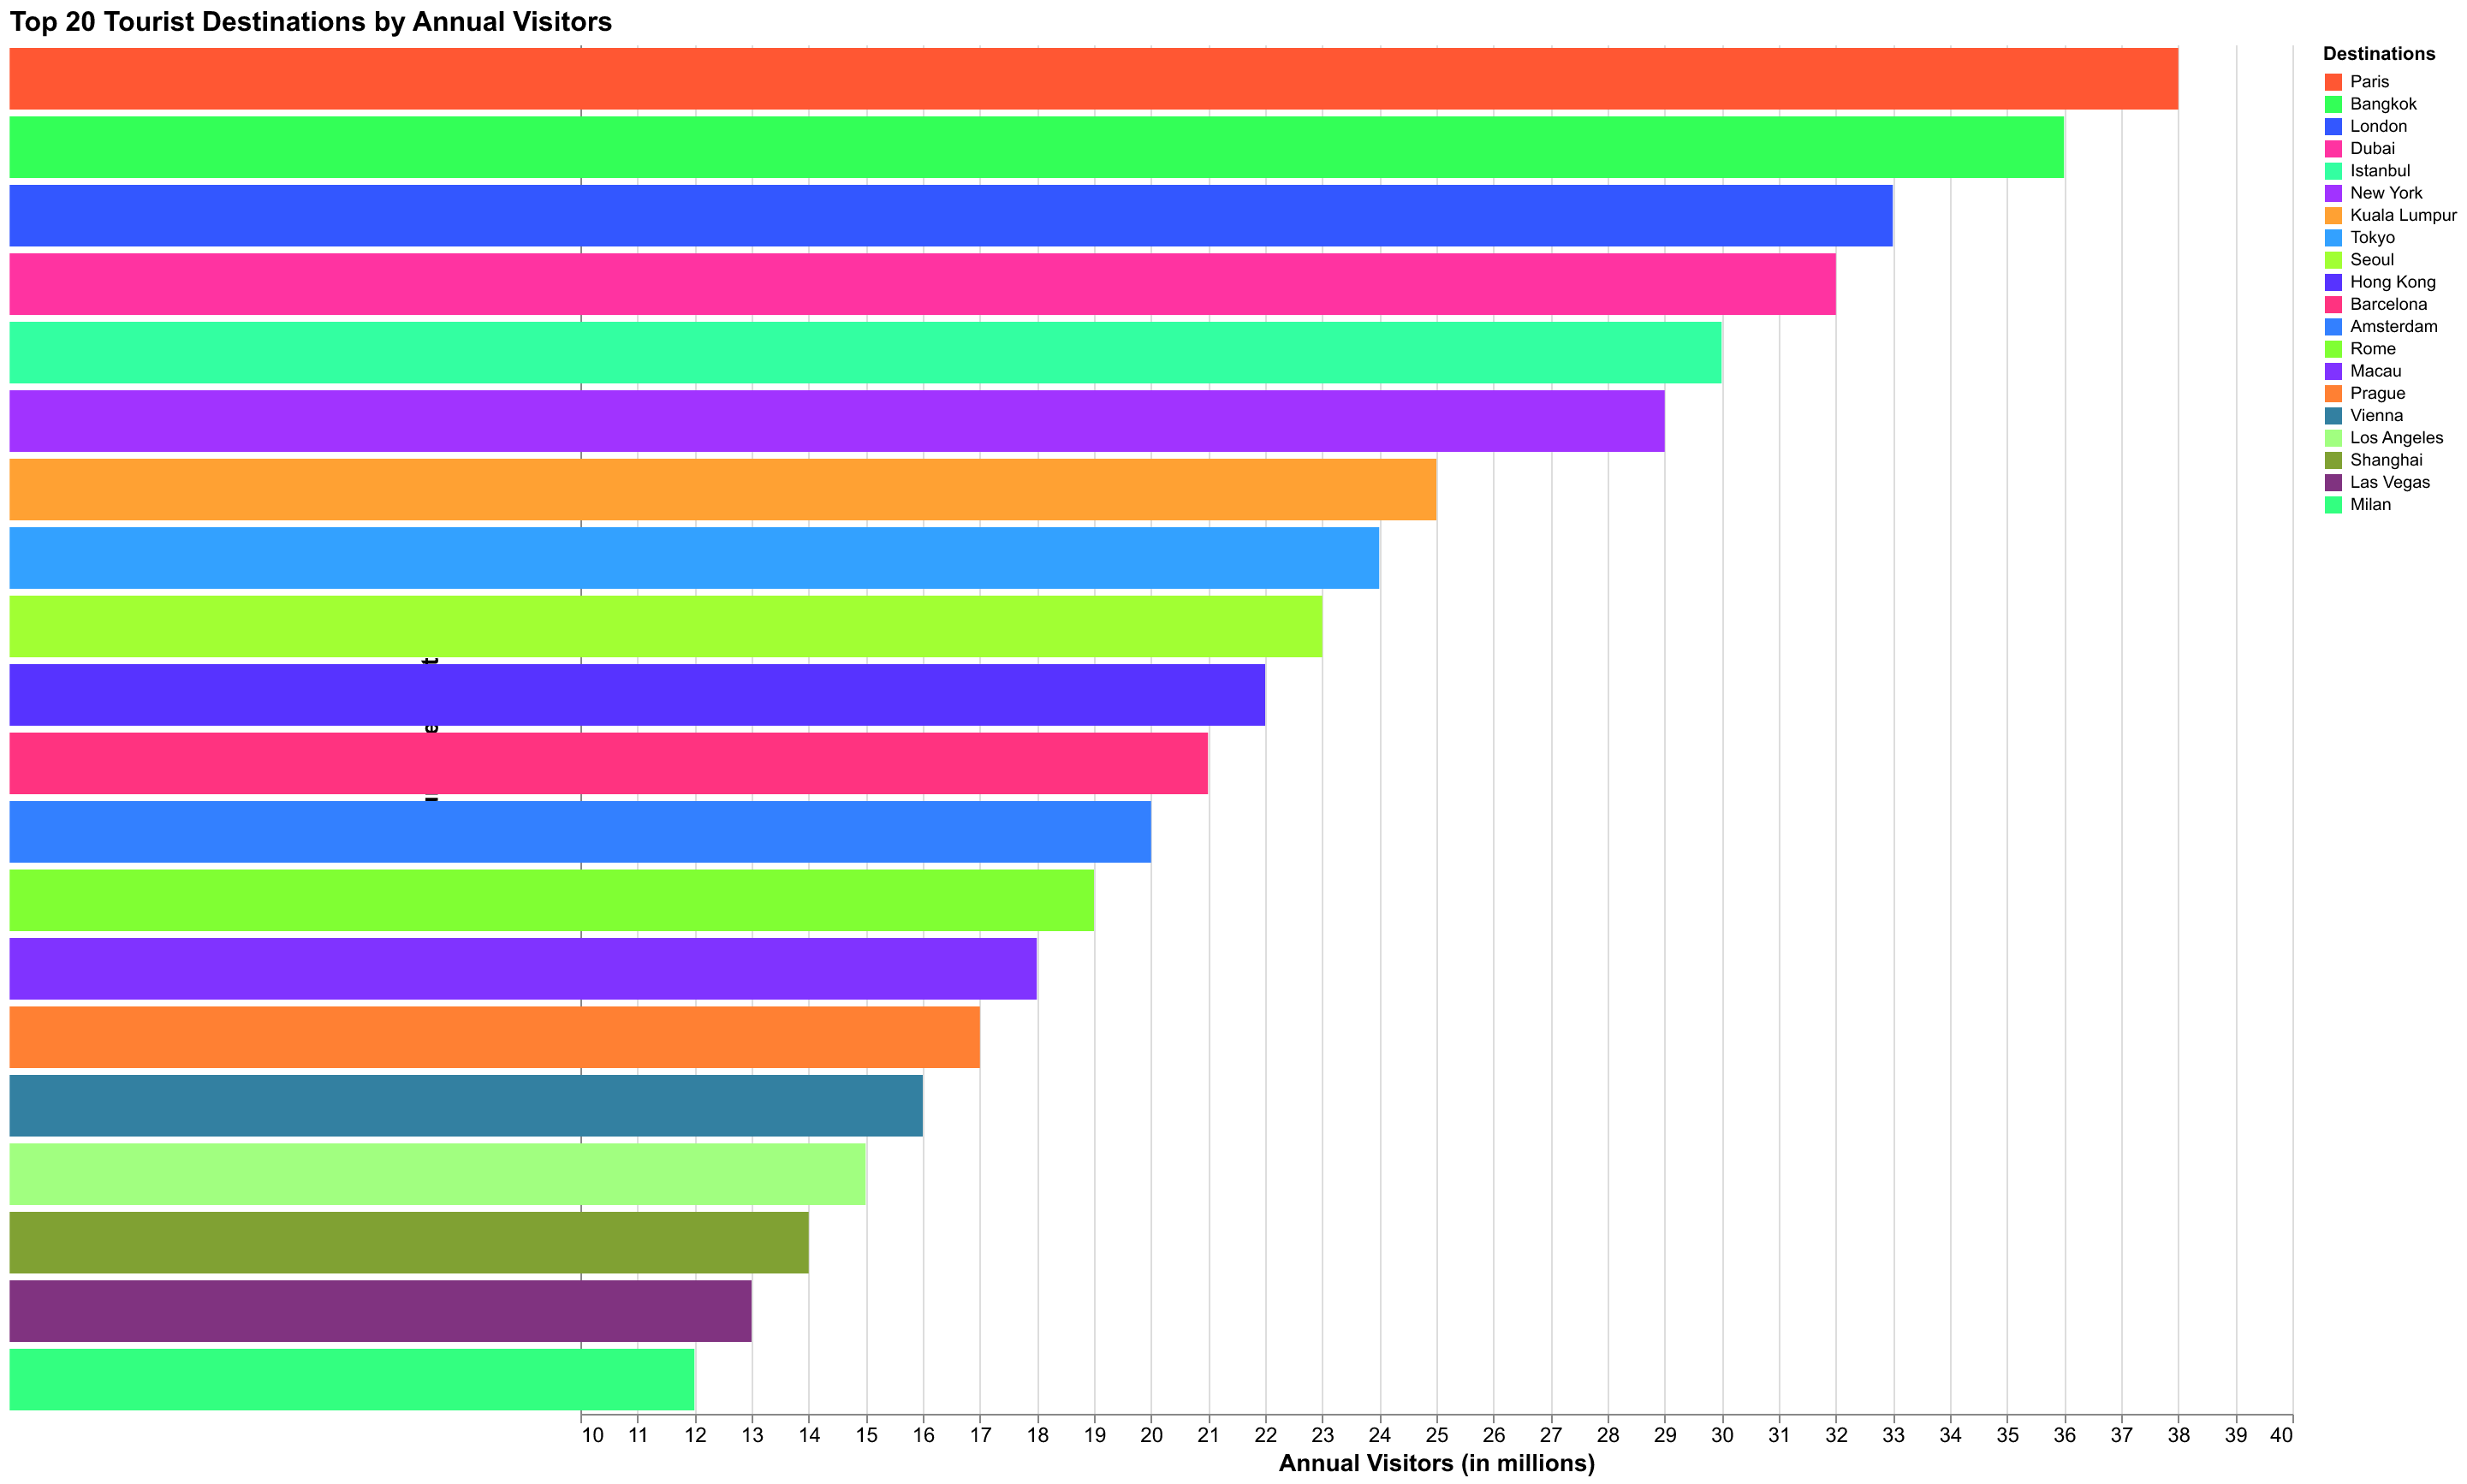 Top 20 Tourist Destinations by Annual Visitors
Destinations
Paris
Bangkok
London
Dubai
Istanbul
New York
Kuala Lumpur
Tokyo
Seoul
Hong Kong
Barcelona
Amsterdam
Rome
Macau
Prague
Vienna
Los Angeles
Shanghai
Las Vegas
Milan
10 11 12 13 14 15 16 17 18 19 20 21 22 23 24 25 26 27 28 29 30 31 32 33 34 35 36 37 38 39 40
Annual Visitors (in millions)